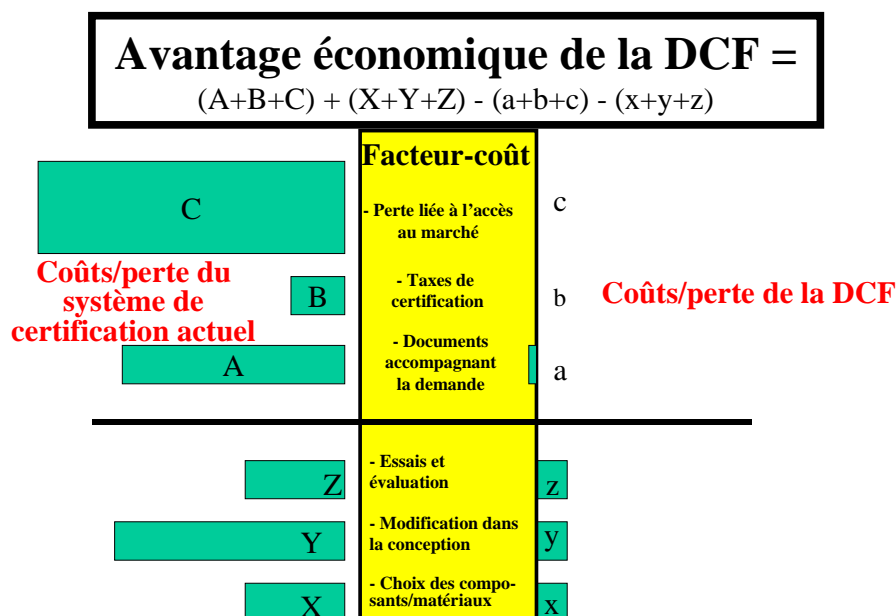 Avantage économique de la DCF =
(A+B+C) + (X+Y+Z) - (a+b+c) - (x+y+z)
Facteur-coût
C
- Perte liée à l'accès
au marché
c
Coûts/perte du
système de
certification actuel
B
- Taxes de
certification
b
Coûts/perte de la DCF
A
- Documents
accompagnant
la demande
a
Z
- Essais et
évaluation
z
Y
- Modification dans
la conception
y
X
- Choix des compo-
sants/matériaux
x